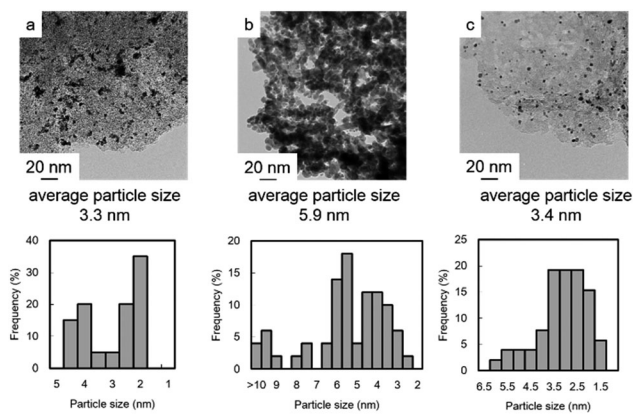 a
b
c
20 nm
20 nm
20 nm
average particle size
3.3 nm
average particle size
5.9 nm
average particle size
3.4 nm
40
30
20
10
0
Frequency (%)
5 4 3 2 1
Particle size (nm)
20
15
10
5
0
Frequency (%)
>10 9 8 7 6 5 4 3 2
Particle size (nm)
25
20
15
10
5
0
Frequency (%)
6.5 5.5 4.5 3.5 2.5 1.5
Particle size (nm)